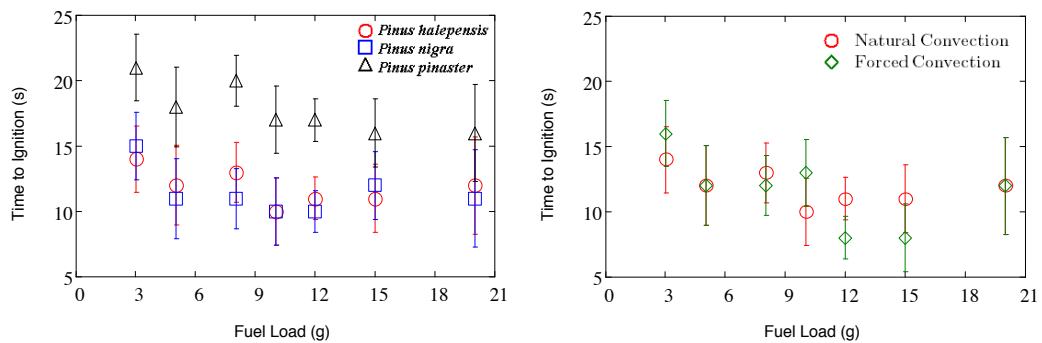 25
20
15
10
5
0
3
6
9
12
15
18
21
Time to Ignition (s)
Fuel Load (g)
Pinus halepensis
Pinus nigra
Pinus pinaster
25
20
15
10
5
0
3
6
9
12
15
18
21
Time to Ignition (s)
Fuel Load (g)
Natural Convection
Forced Convection